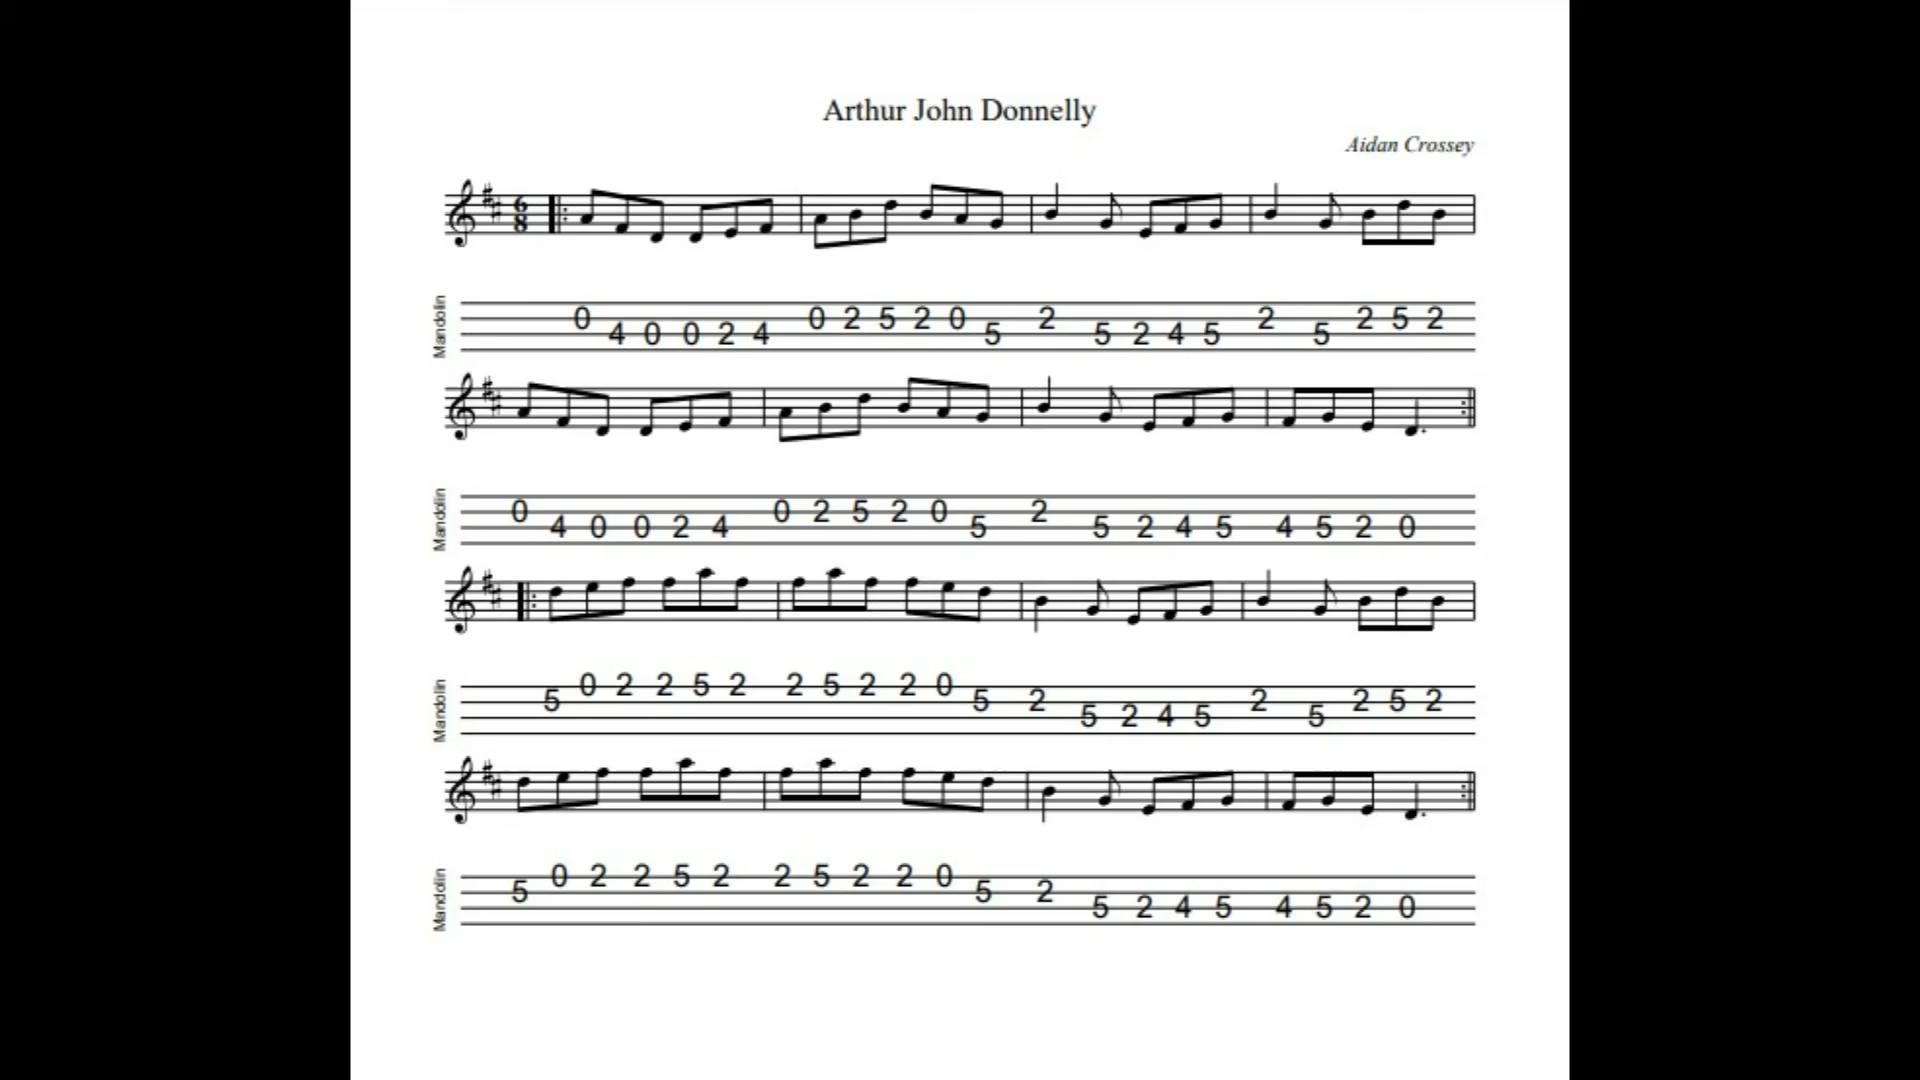 Arthur John Donnelly
Aidan Crossey
6
8
Mandolin
0 4 0 0 2 4 0 2 5 2 0 5 2 5 2 4 5 2 5 2 5 2
Mandolin
0 4 0 0 2 4 0 2 5 2 0 5 2 5 2 4 5 4 5 2 0
Mandolin
5 0 2 2 5 2 2 5 2 2 0 5 2 5 2 4 5 2 5 2 5 2
Mandolin
5 0 2 2 5 2 2 5 2 2 0 5 2 5 2 4 5 4 5 2 0